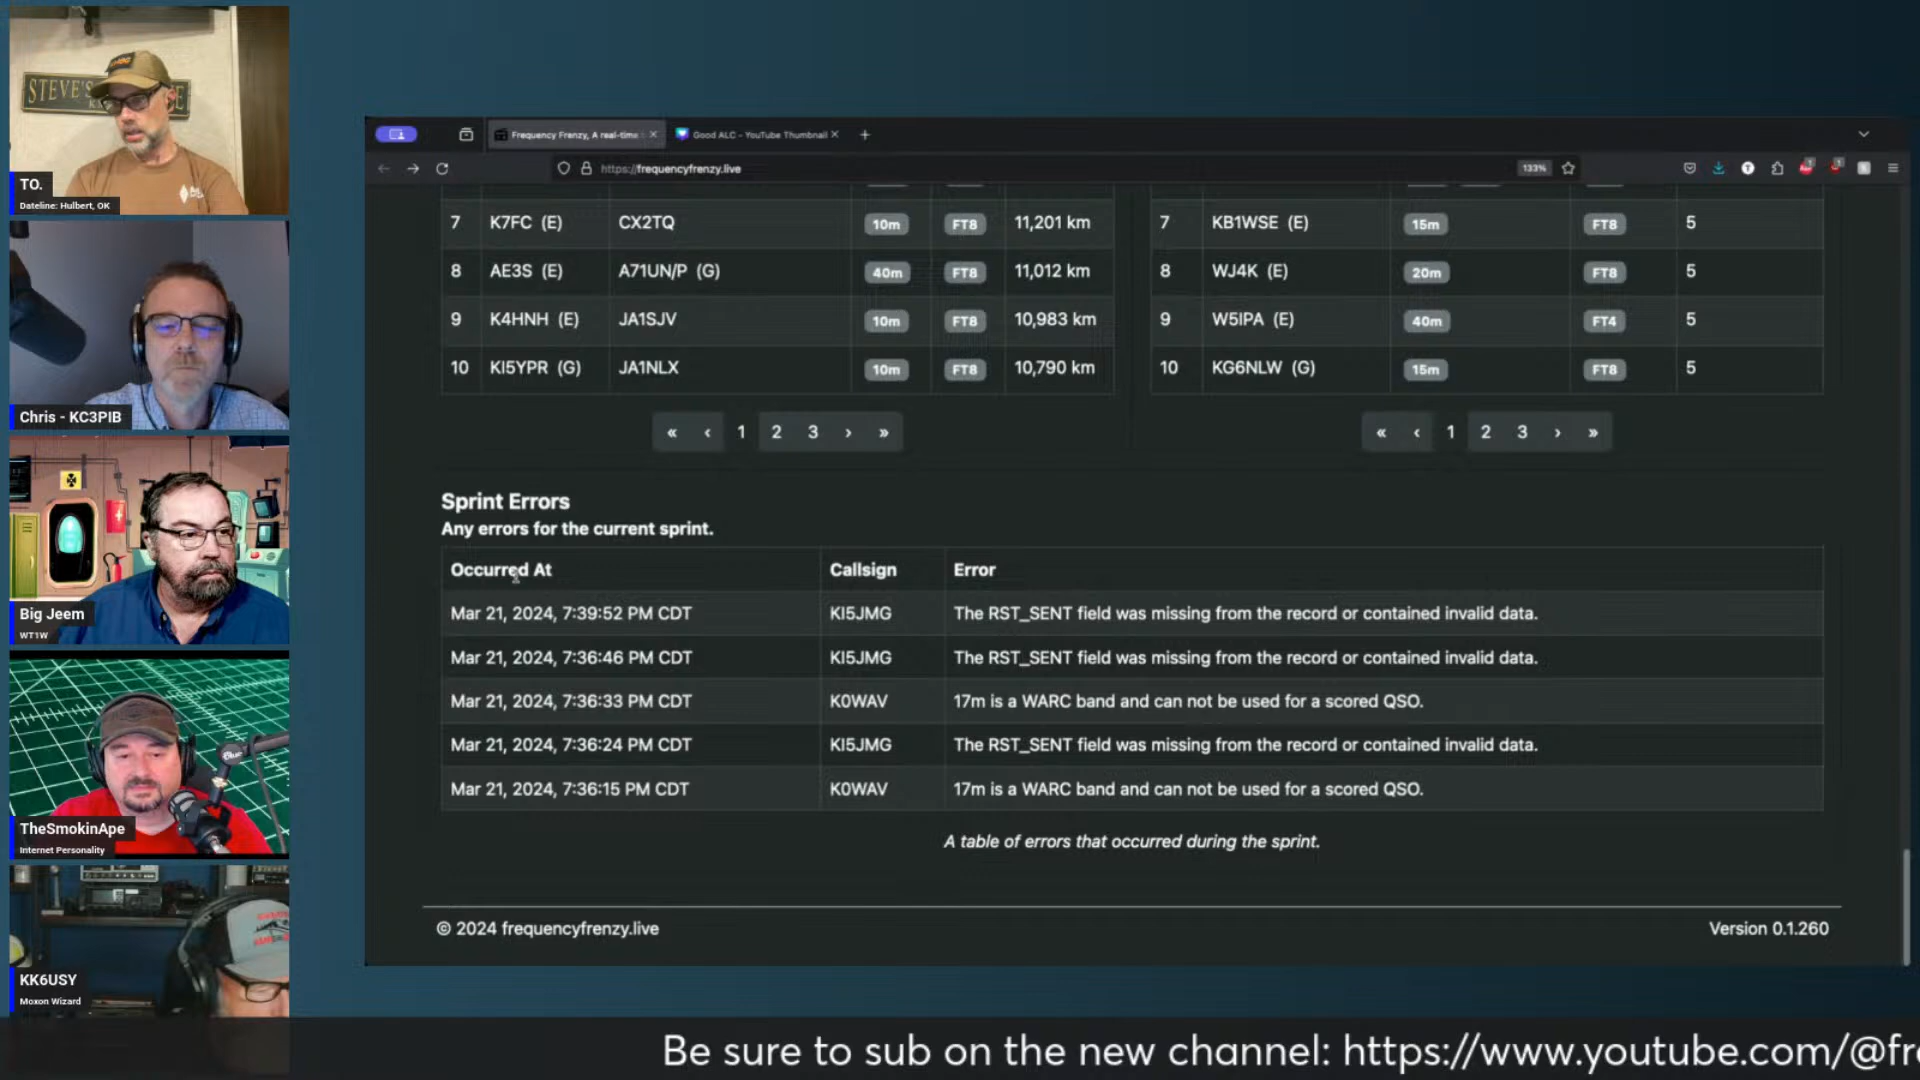 STEVE'S
TO.
Dateline: Hulbert, OK
Chris - KC3PIB
Big Jeem
WT1W
TheSmokinApe
Internet Personality
KK6USY
Moxon Wizard
Frequency Frenzy, A real-time
Good ALC - YouTube Thumbnail
https://frequencyfrenzy.live
133%
7 K7FC (E) CX2TQ 10m FT8 11,201 km
8 AE3S (E) A71UN/P (G) 40m FT8 11,012 km
9 K4HNH (E) JA1SJV 10m FT8 10,983 km
10 KI5YPR (G) JA1NLX 10m FT8 10,790 km
« ‹ 1 2 3 › »
7 KB1WSE (E) 15m FT8 5
8 WJ4K (E) 20m FT8 5
9 W5IPA (E) 40m FT4 5
10 KG6NLW (G) 15m FT8 5
« ‹ 1 2 3 › »
Sprint Errors
Any errors for the current sprint.
Occurred At Callsign Error
Mar 21, 2024, 7:39:52 PM CDT KI5JMG The RST_SENT field was missing from the record or contained invalid data.
Mar 21, 2024, 7:36:46 PM CDT KI5JMG The RST_SENT field was missing from the record or contained invalid data.
Mar 21, 2024, 7:36:33 PM CDT K0WAV 17m is a WARC band and can not be used for a scored QSO.
Mar 21, 2024, 7:36:24 PM CDT KI5JMG The RST_SENT field was missing from the record or contained invalid data.
Mar 21, 2024, 7:36:15 PM CDT K0WAV 17m is a WARC band and can not be used for a scored QSO.
A table of errors that occurred during the sprint.
© 2024 frequencyfrenzy.live
Version 0.1.260
Be sure to sub on the new channel: https://www.youtube.com/@fr